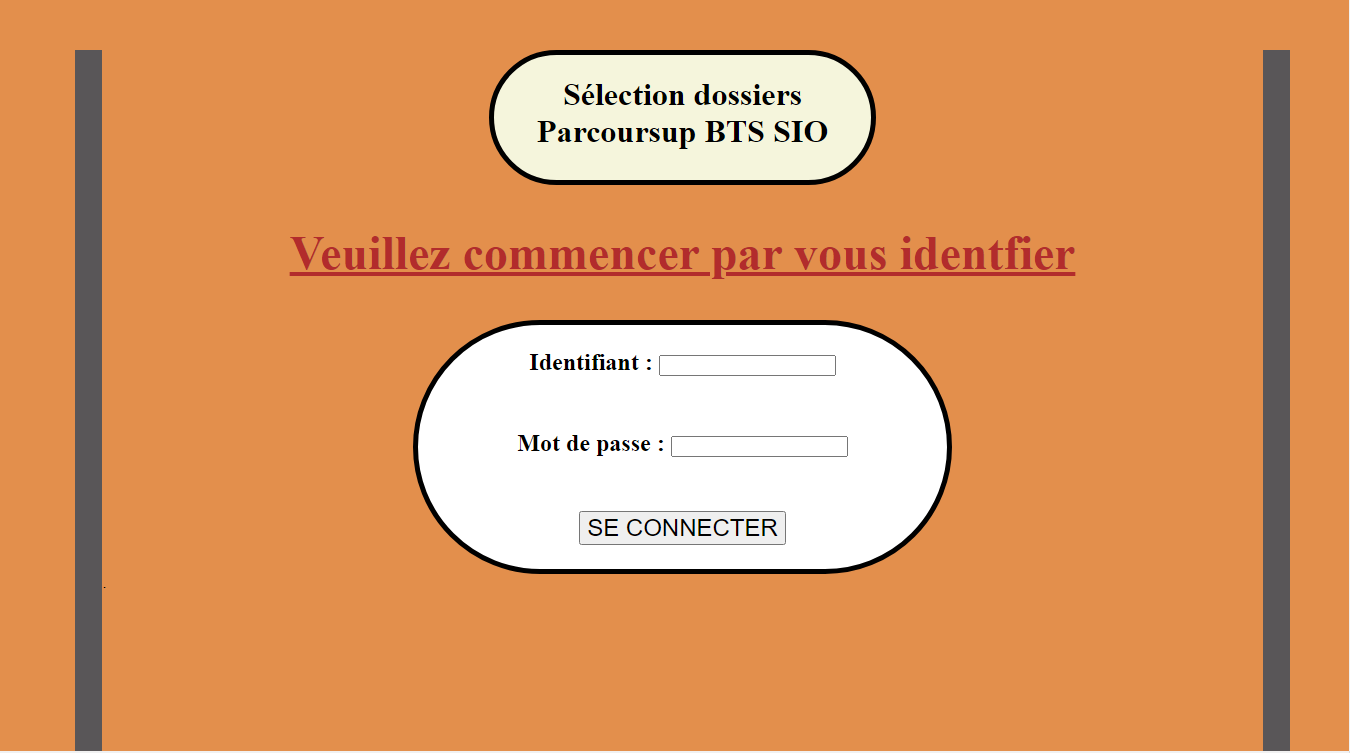 Sélection dossiers
Parcoursup BTS SIO
Veuillez commencer par vous identfier
Identifiant :
Mot de passe :
SE CONNECTER
.